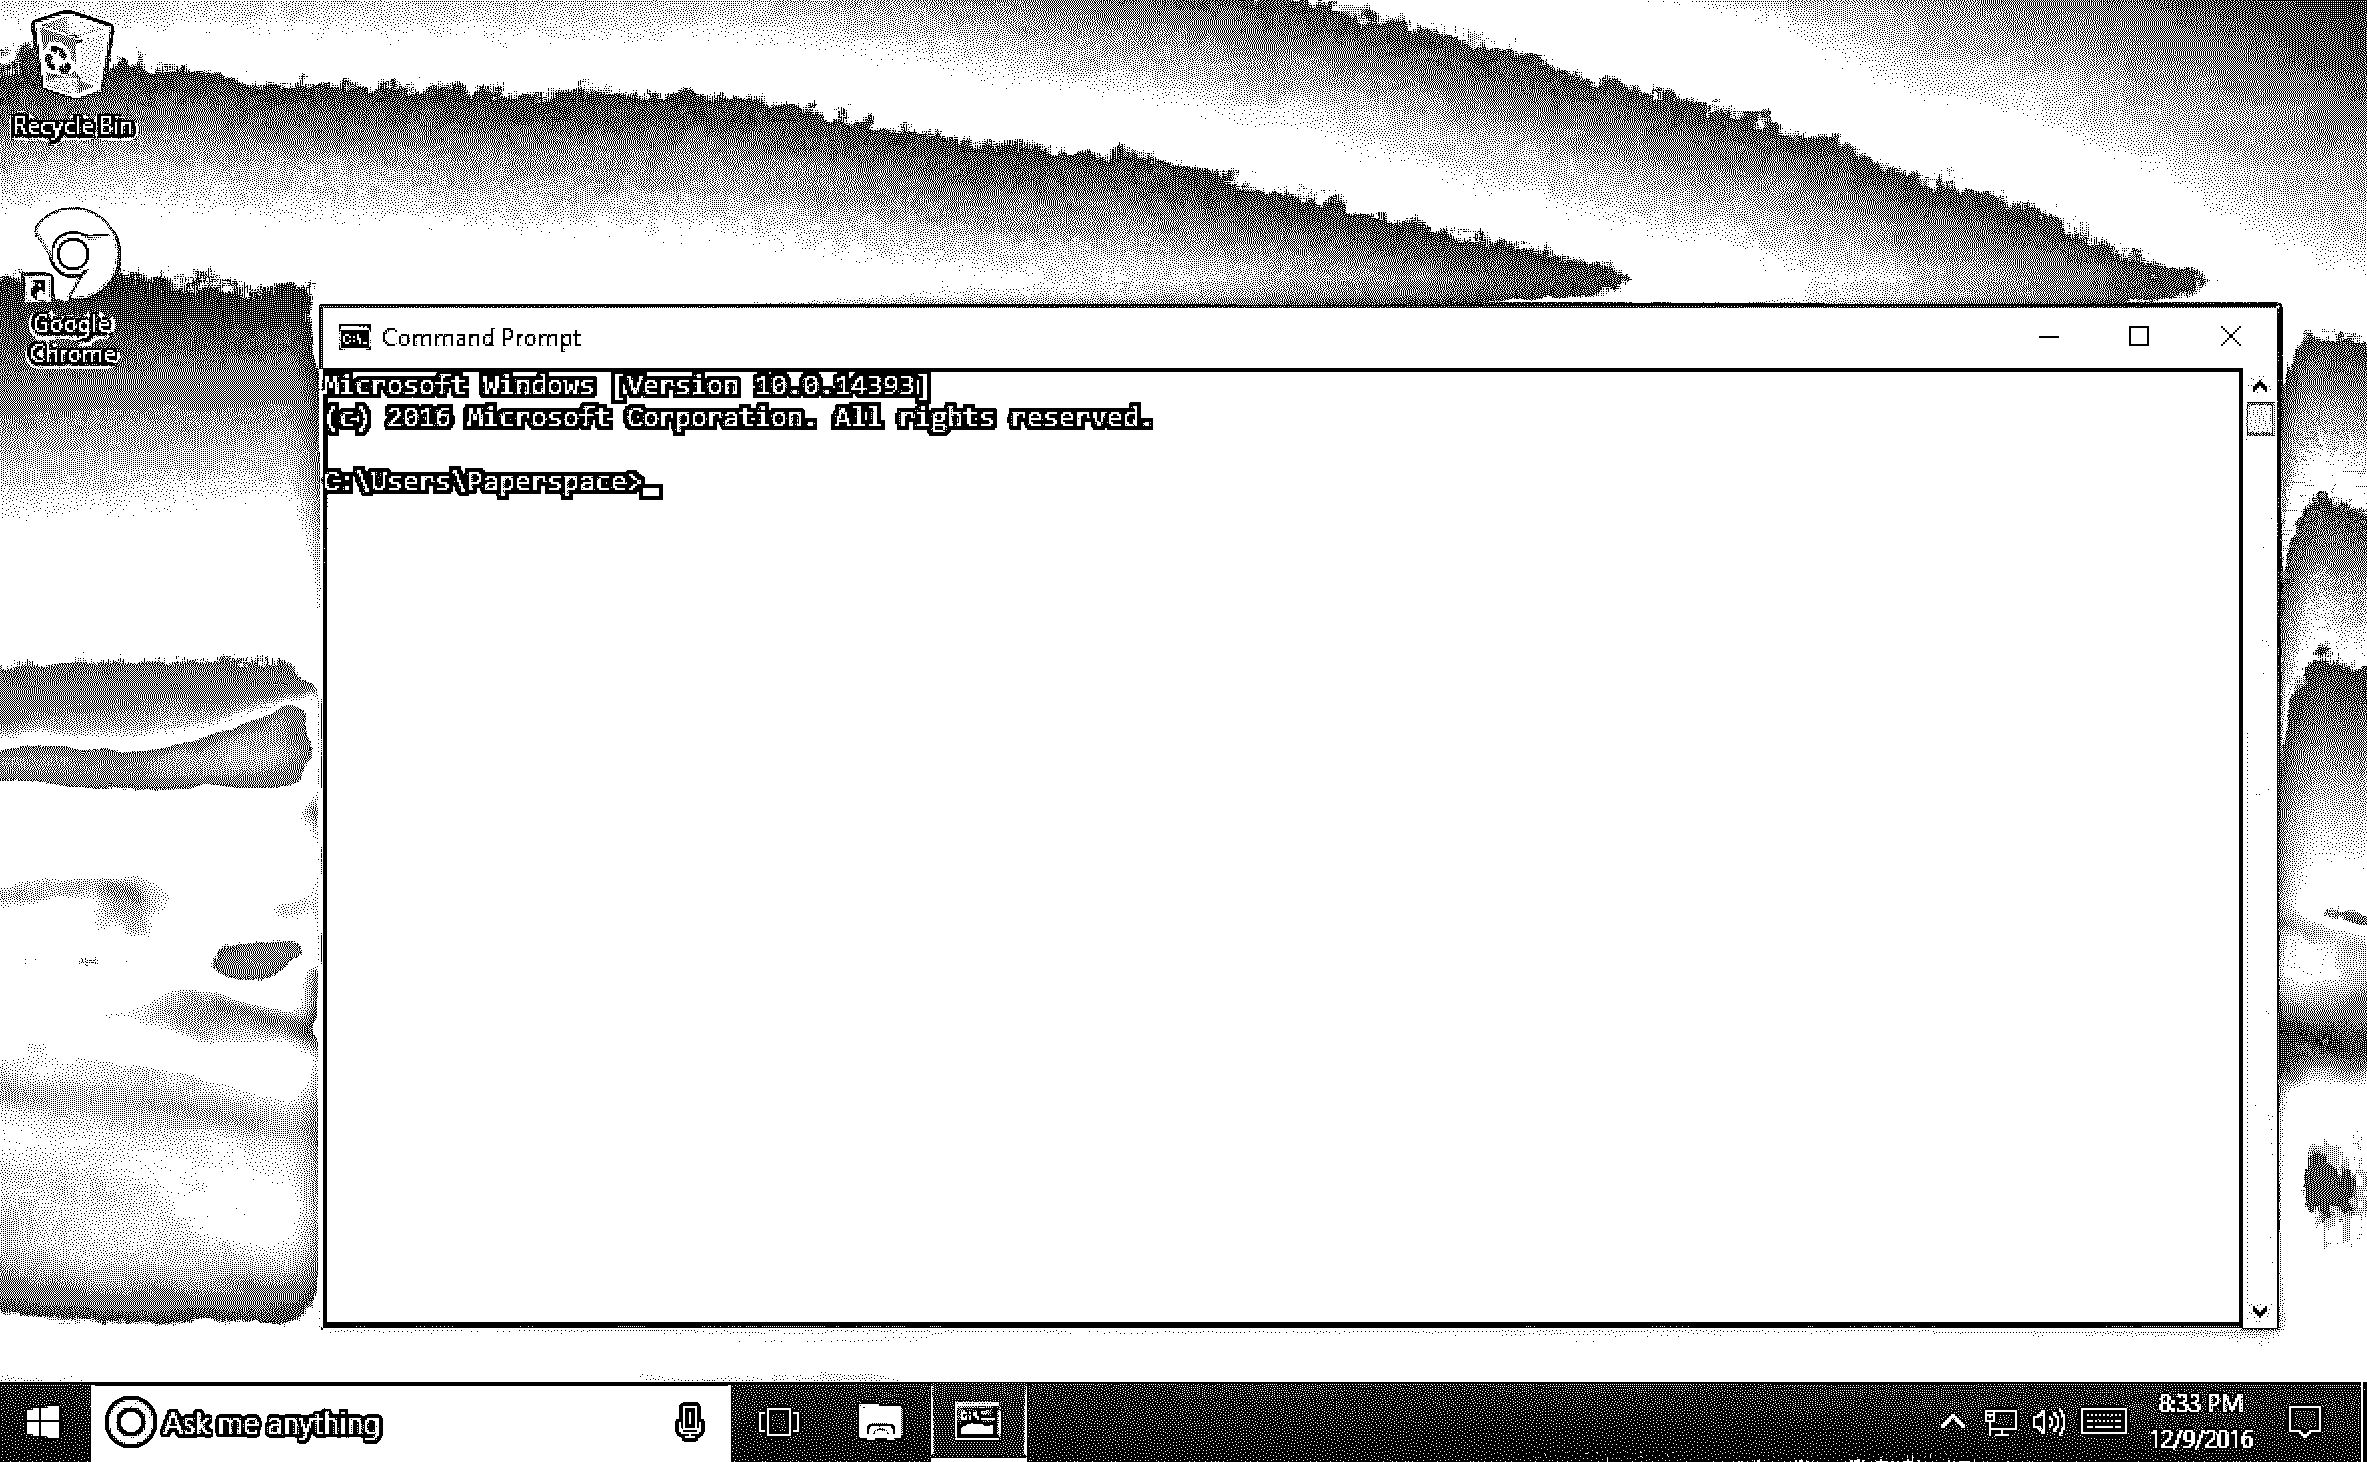 Recycle Bin
Google
Chrome
Command Prompt
Microsoft Windows [Version 10.0.14393]
(c) 2016 Microsoft Corporation. All rights reserved.
C:\Users\Paperspace>_
Ask me anything
8:33 PM
12/9/2016